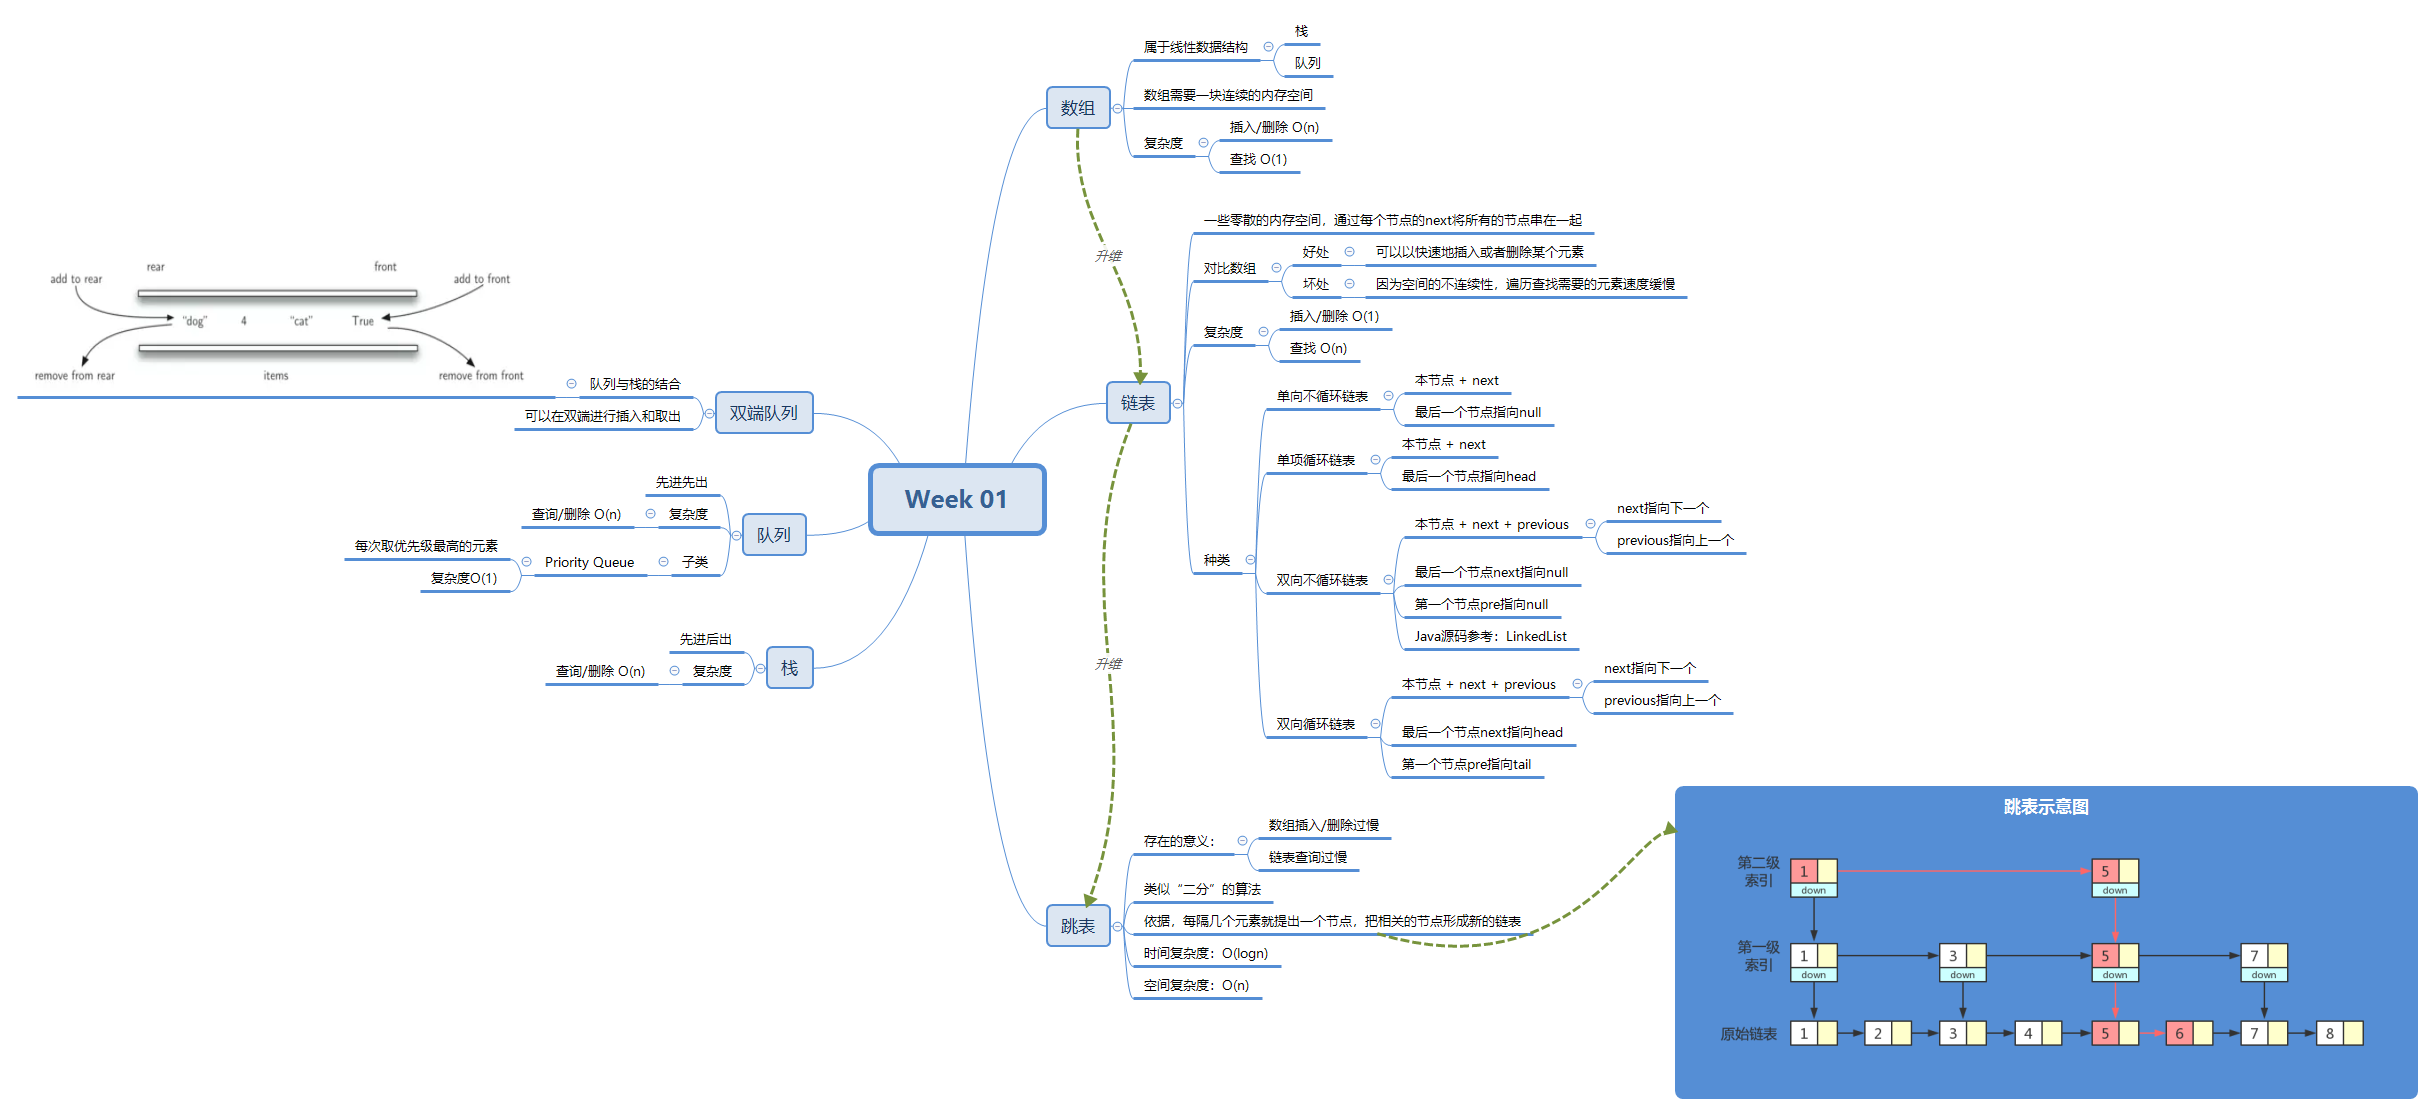 Week 01
数组
属于线性数据结构
栈
队列
数组需要一块连续的内存空间
复杂度
插入/删除 O(n)
查找 O(1)
升维
链表
一些零散的内存空间，通过每个节点的next将所有的节点串在一起
对比数组
好处
可以以快速地插入或者删除某个元素
坏处
因为空间的不连续性，遍历查找需要的元素速度缓慢
复杂度
插入/删除 O(1)
查找 O(n)
种类
单向不循环链表
本节点 + next
最后一个节点指向null
单项循环链表
本节点 + next
最后一个节点指向head
双向不循环链表
本节点 + next + previous
next指向下一个
previous指向上一个
最后一个节点next指向null
第一个节点pre指向null
Java源码参考：LinkedList
双向循环链表
本节点 + next + previous
next指向下一个
previous指向上一个
最后一个节点next指向head
第一个节点pre指向tail
升维
跳表
存在的意义：
数组插入/删除过慢
链表查询过慢
类似“二分”的算法
依据，每隔几个元素就提出一个节点，把相关的节点形成新的链表
时间复杂度：O(logn)
空间复杂度：O(n)
跳表示意图
第二级
索引
1
5
down
down
第一级
索引
1
3
5
7
down
down
down
down
原始链表
1
2
3
4
5
6
7
8
双端队列
队列与栈的结合
rear
front
add to rear
add to front
"dog"
4
"cat"
True
remove from rear
items
remove from front
可以在双端进行插入和取出
队列
先进先出
复杂度
查询/删除 O(n)
子类
Priority Queue
每次取优先级最高的元素
复杂度O(1)
栈
先进后出
复杂度
查询/删除 O(n)